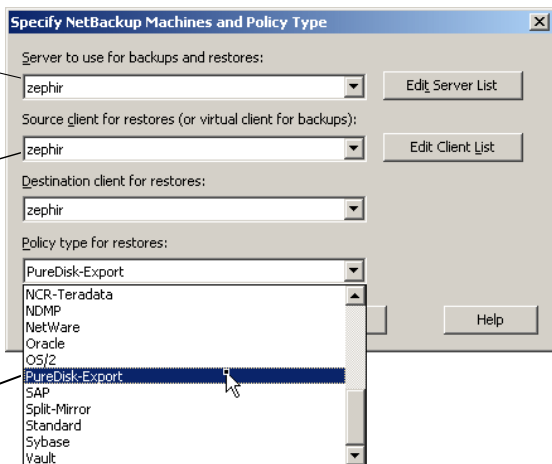 Specify NetBackup Machines and Policy Type
Server to use for backups and restores:
zephir
Edit Server List
Source client for restores (or virtual client for backups):
zephir
Edit Client List
Destination client for restores:
zephir
Policy type for restores:
PureDisk-Export
NCR-Teradata
NDMP
NetWare
Oracle
OS/2
PureDisk-Export
SAP
Split-Mirror
Standard
Sybase
Vault
Help